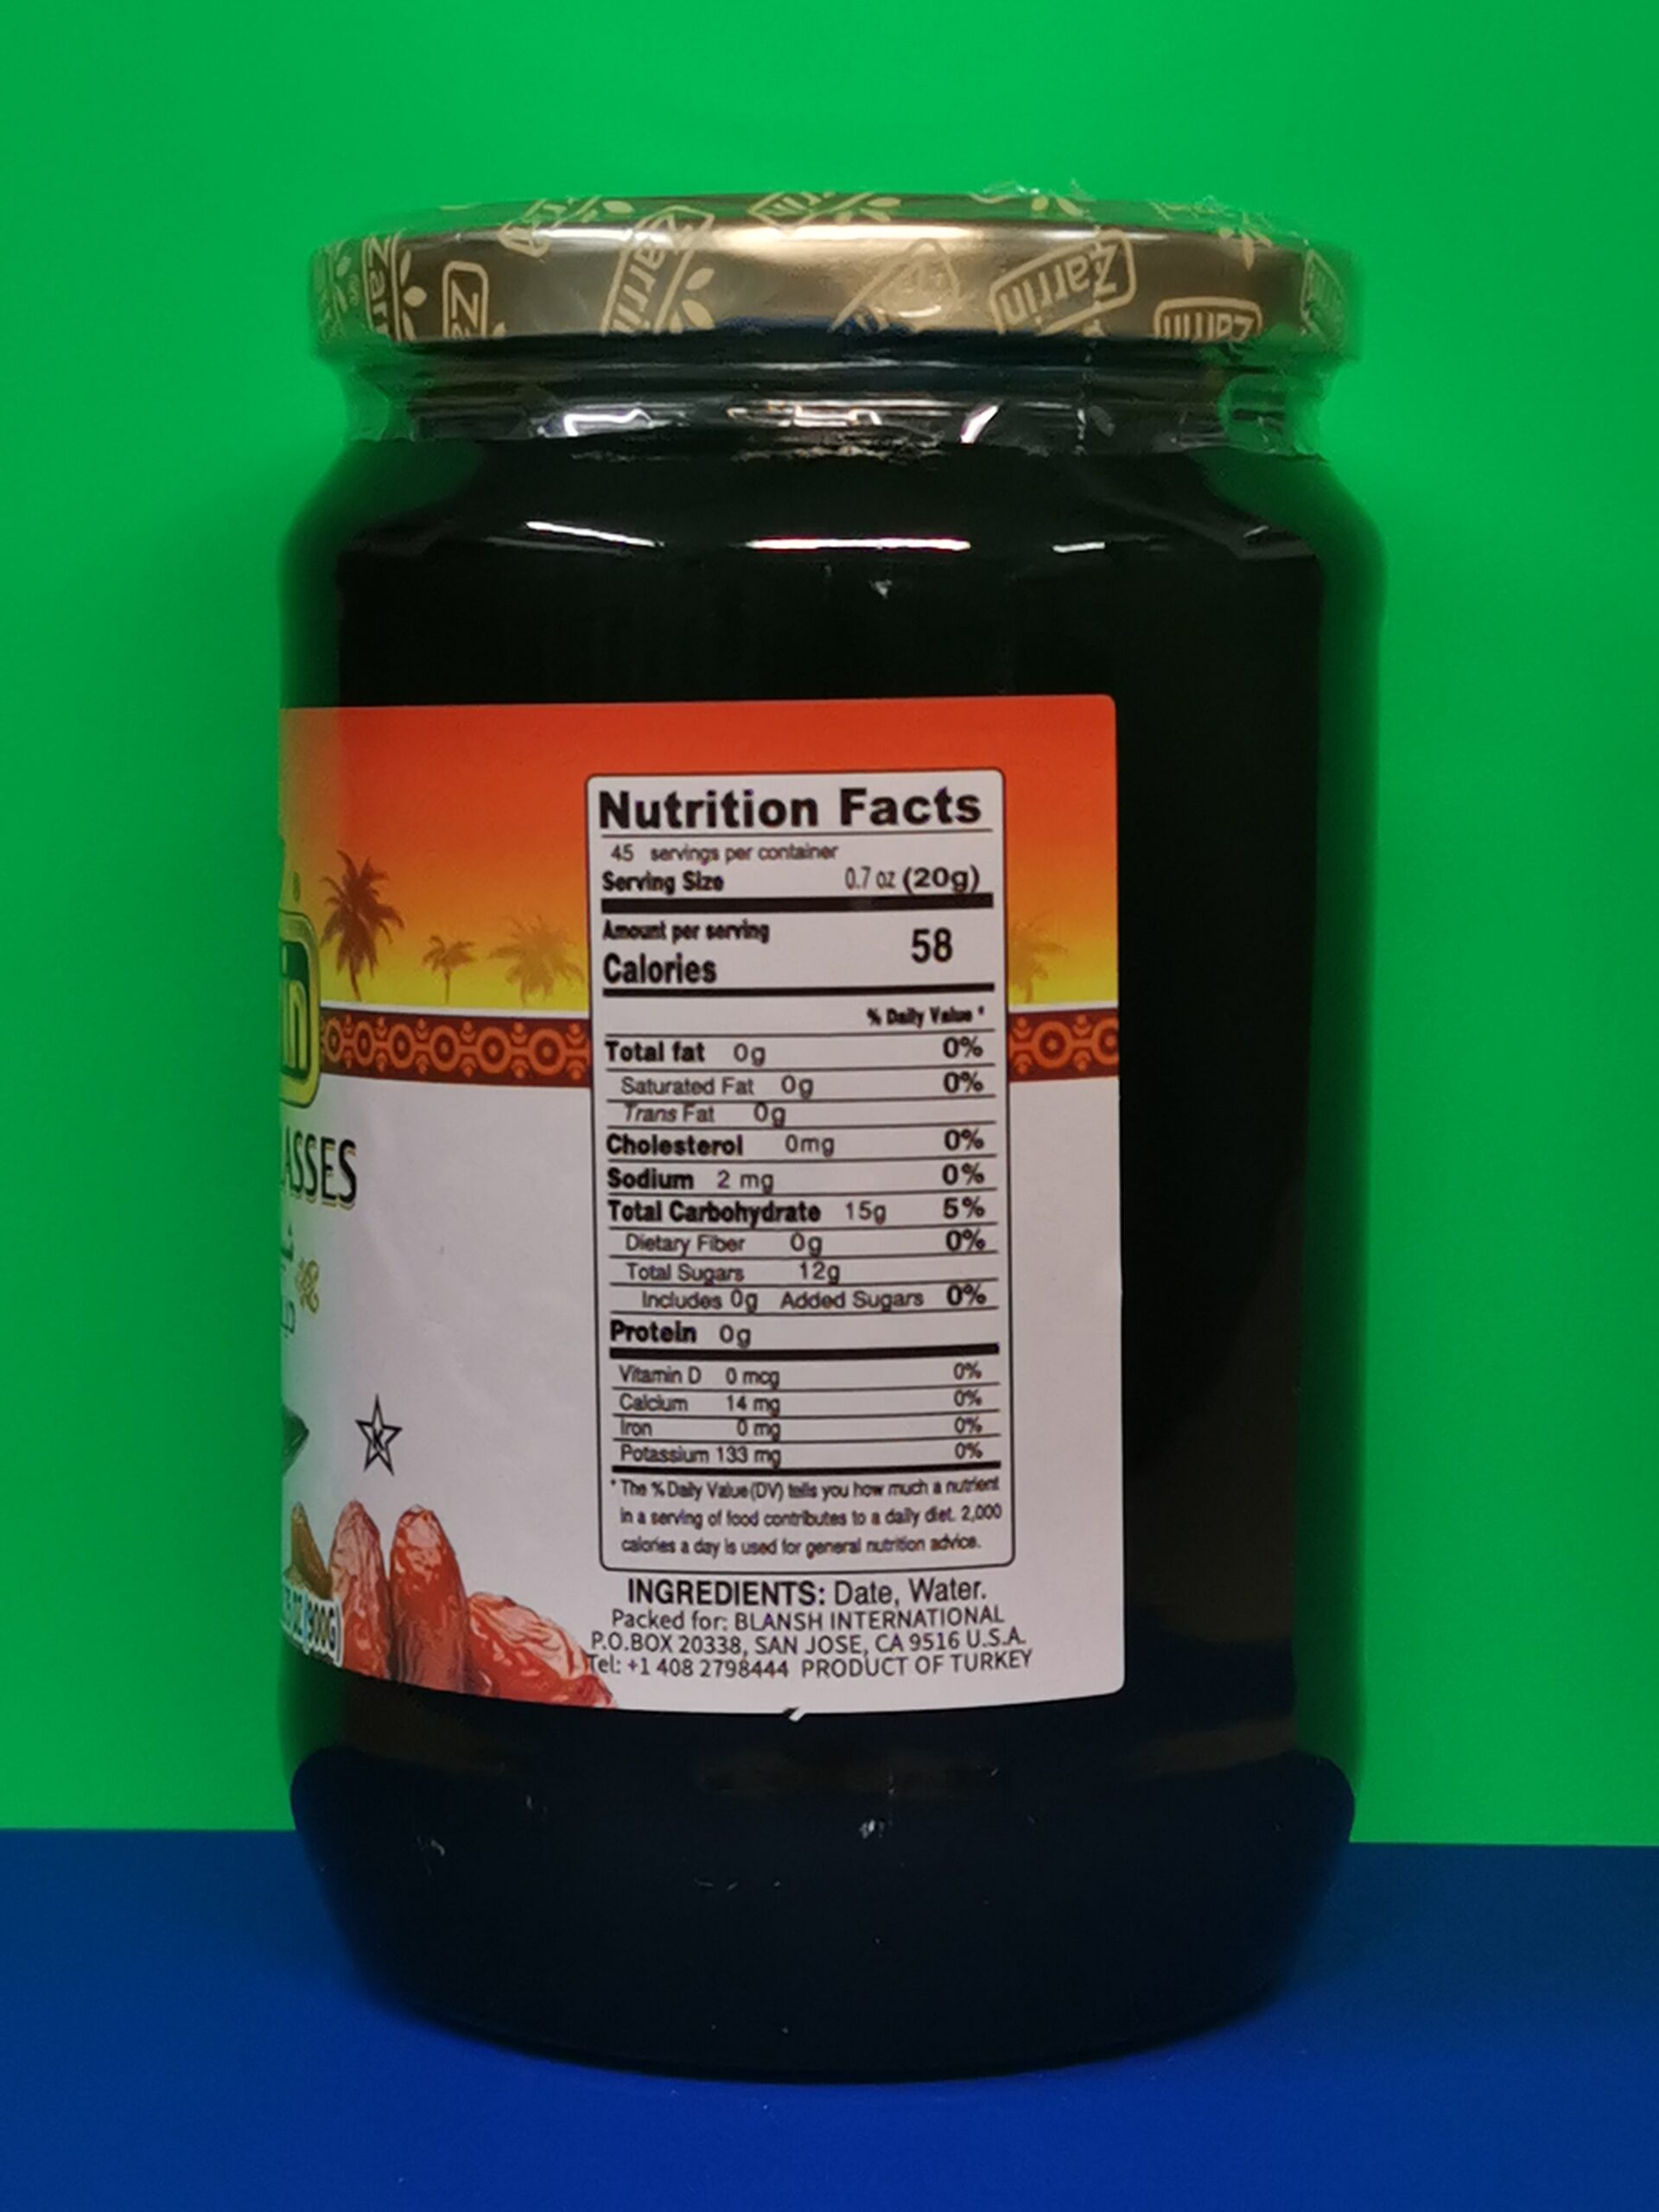 Zarrin
Zarrin
Zarrin
Nutrition Facts
45 servings per container
Serving Size 0.7 oz (20g)
Amount per serving
Calories 58
% Daily Value *
Total fat 0g 0%
Saturated Fat 0g 0%
Trans Fat 0g
Cholesterol 0mg 0%
Sodium 2 mg 0%
Total Carbohydrate 15g 5%
Dietary Fiber 0g 0%
Total Sugars 12g
Includes 0g Added Sugars 0%
Protein 0g
Vitamin D 0 mcg 0%
Calcium 14 mg 0%
Iron 0 mg 0%
Potassium 133 mg 0%
* The % Daily Value (DV) tells you how much a nutrient
in a serving of food contributes to a daily diet. 2,000
calories a day is used for general nutrition advice.
INGREDIENTS: Date, Water.
Packed for: BLANSH INTERNATIONAL
P.O.BOX 20338, SAN JOSE, CA 9516 U.S.A.
Tel: +1 408 2798444 PRODUCT OF TURKEY
in
ASSES
K
OZ (900G)